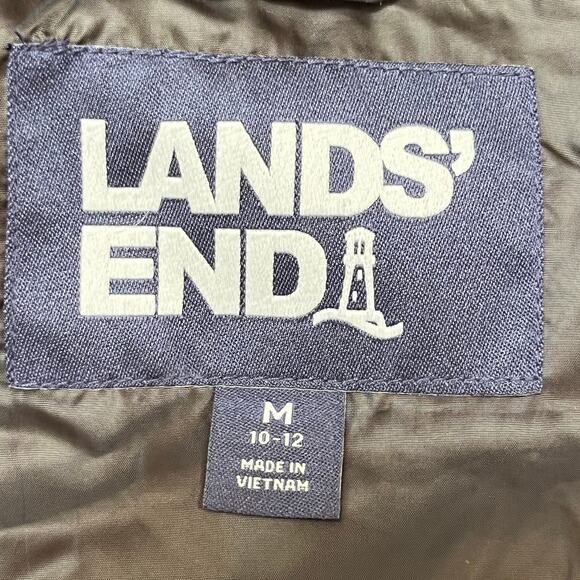 LANDS'
END
M
10-12
MADE IN
VIETNAM